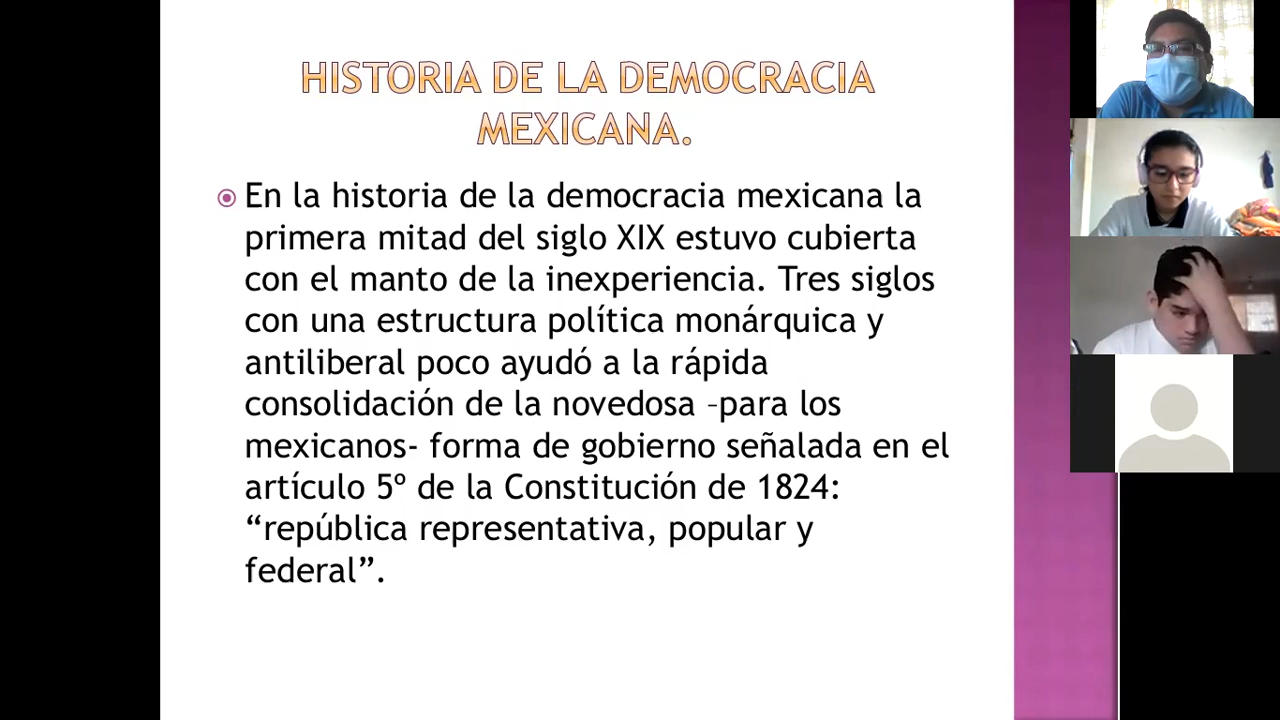 HISTORIA DE LA DEMOCRACIA
MEXICANA.
En la historia de la democracia mexicana la
primera mitad del siglo XIX estuvo cubierta
con el manto de la inexperiencia. Tres siglos
con una estructura política monárquica y
antiliberal poco ayudó a la rápida
consolidación de la novedosa –para los
mexicanos- forma de gobierno señalada en el
artículo 5º de la Constitución de 1824:
“república representativa, popular y
federal”.